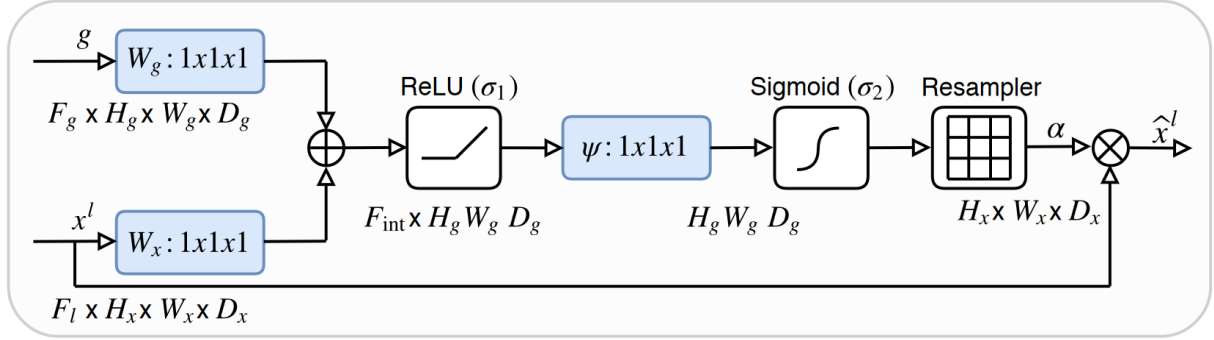 g
W_g : 1x1x1
F_g x H_g x W_g x D_g
ReLU (σ_1)
Sigmoid (σ_2)
Resampler
ψ : 1x1x1
α
x̂^l
F_int x H_g W_g D_g
H_g W_g D_g
H_x x W_x x D_x
x^l
W_x : 1x1x1
F_l x H_x x W_x x D_x